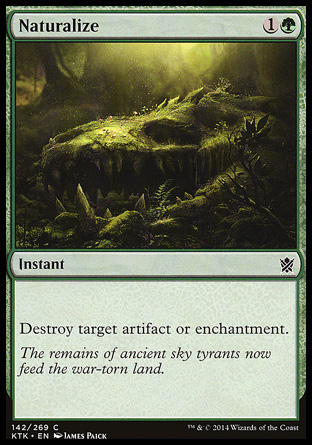 Naturalize 1
Instant
Destroy target artifact or enchantment.
The remains of ancient sky tyrants now
feed the war-torn land.
142/269 C
KTK • EN James Paick ™ & © 2014 Wizards of the Coast